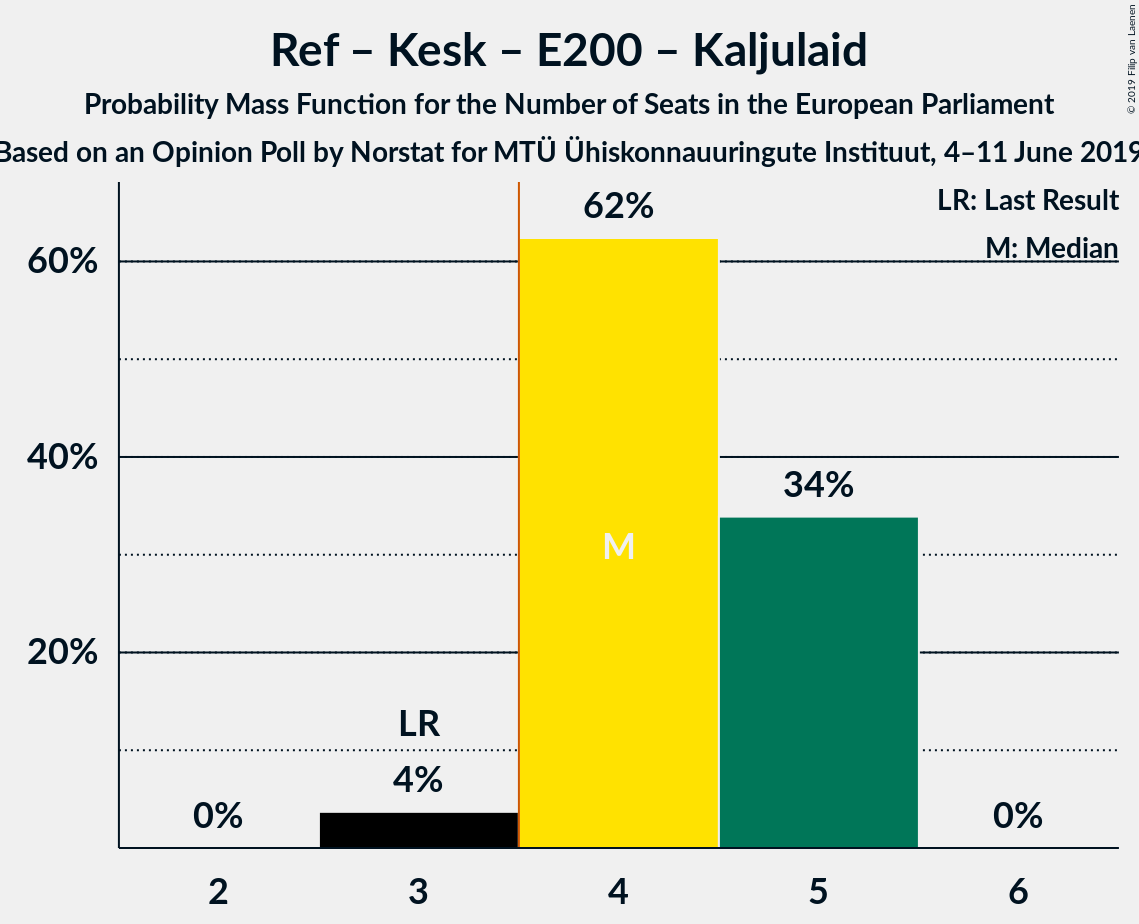 Ref – Kesk – E200 – Kaljulaid
Probability Mass Function for the Number of Seats in the European Parliament
Based on an Opinion Poll by Norstat for MTÜ Ühiskonnauuringute Instituut, 4–11 June 2019
© 2019 Filip van Laenen
LR: Last Result
M: Median
62%
60%
40%
34%
M
20%
LR
4%
0%
0%
2 3 4 5 6